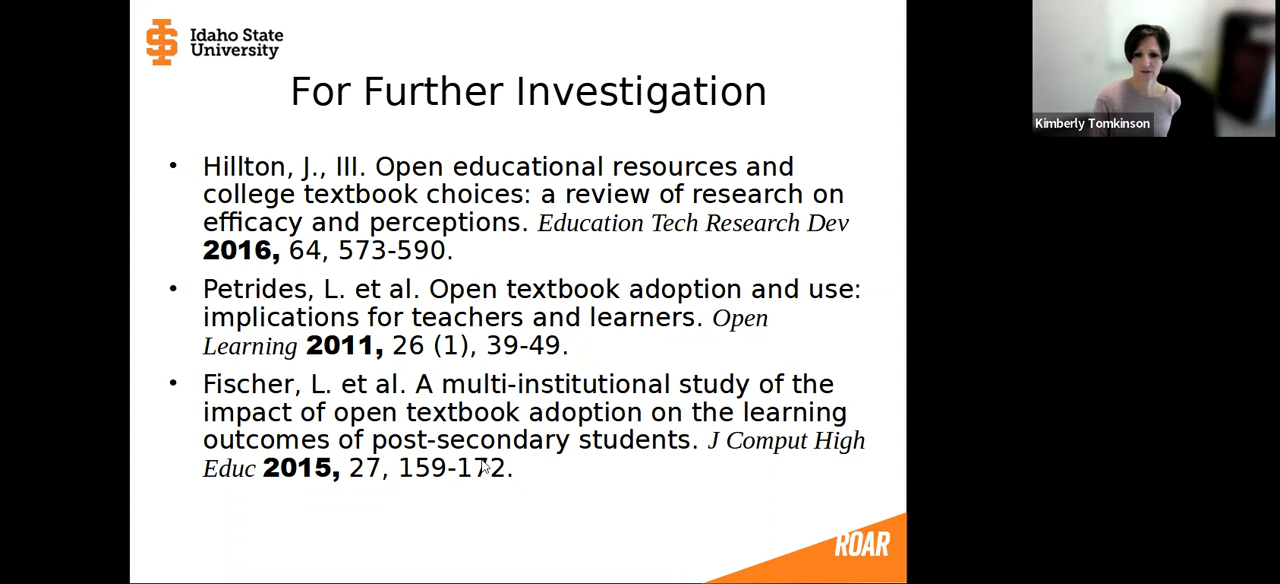 Idaho State
University
For Further Investigation
• Hillton, J., III. Open educational resources and
college textbook choices: a review of research on
efficacy and perceptions. Education Tech Research Dev
2016, 64, 573-590.
• Petrides, L. et al. Open textbook adoption and use:
implications for teachers and learners. Open
Learning 2011, 26 (1), 39-49.
• Fischer, L. et al. A multi-institutional study of the
impact of open textbook adoption on the learning
outcomes of post-secondary students. J Comput High
Educ 2015, 27, 159-172.
ROAR
Kimberly Tomkinson